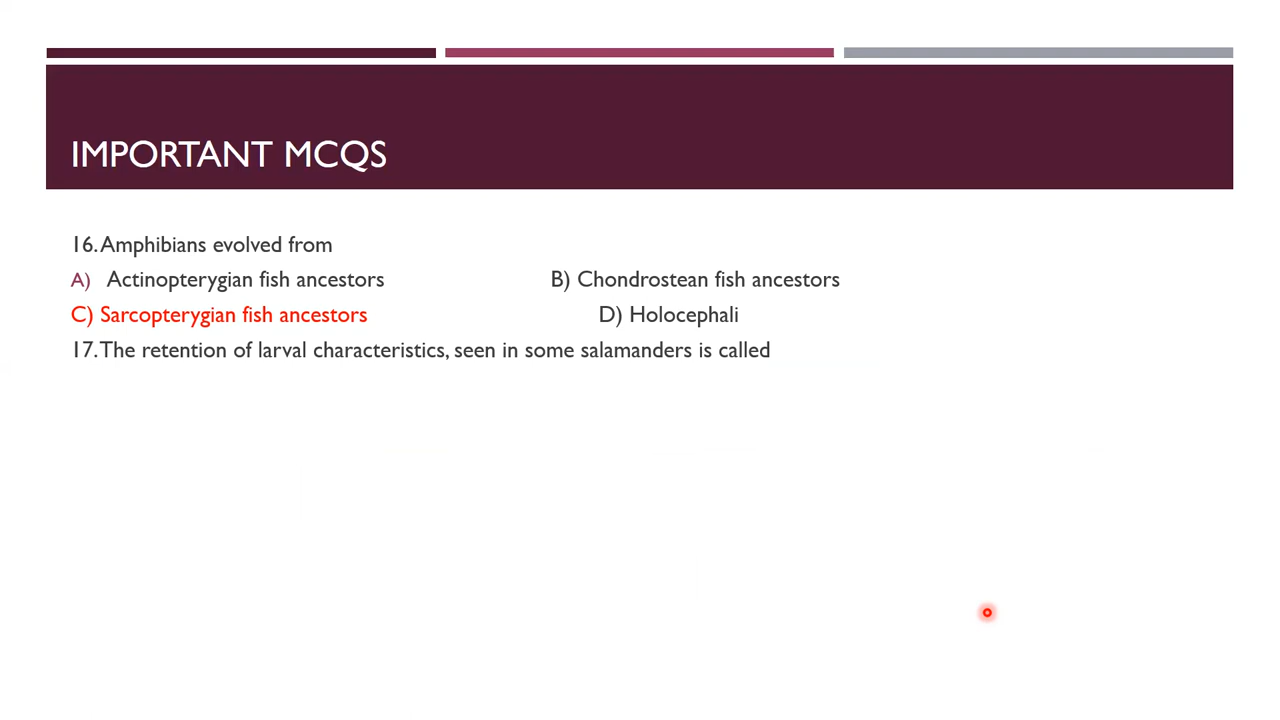 IMPORTANT MCQS
16. Amphibians evolved from
A) Actinopterygian fish ancestors B) Chondrostean fish ancestors
C) Sarcopterygian fish ancestors D) Holocephali
17. The retention of larval characteristics, seen in some salamanders is called